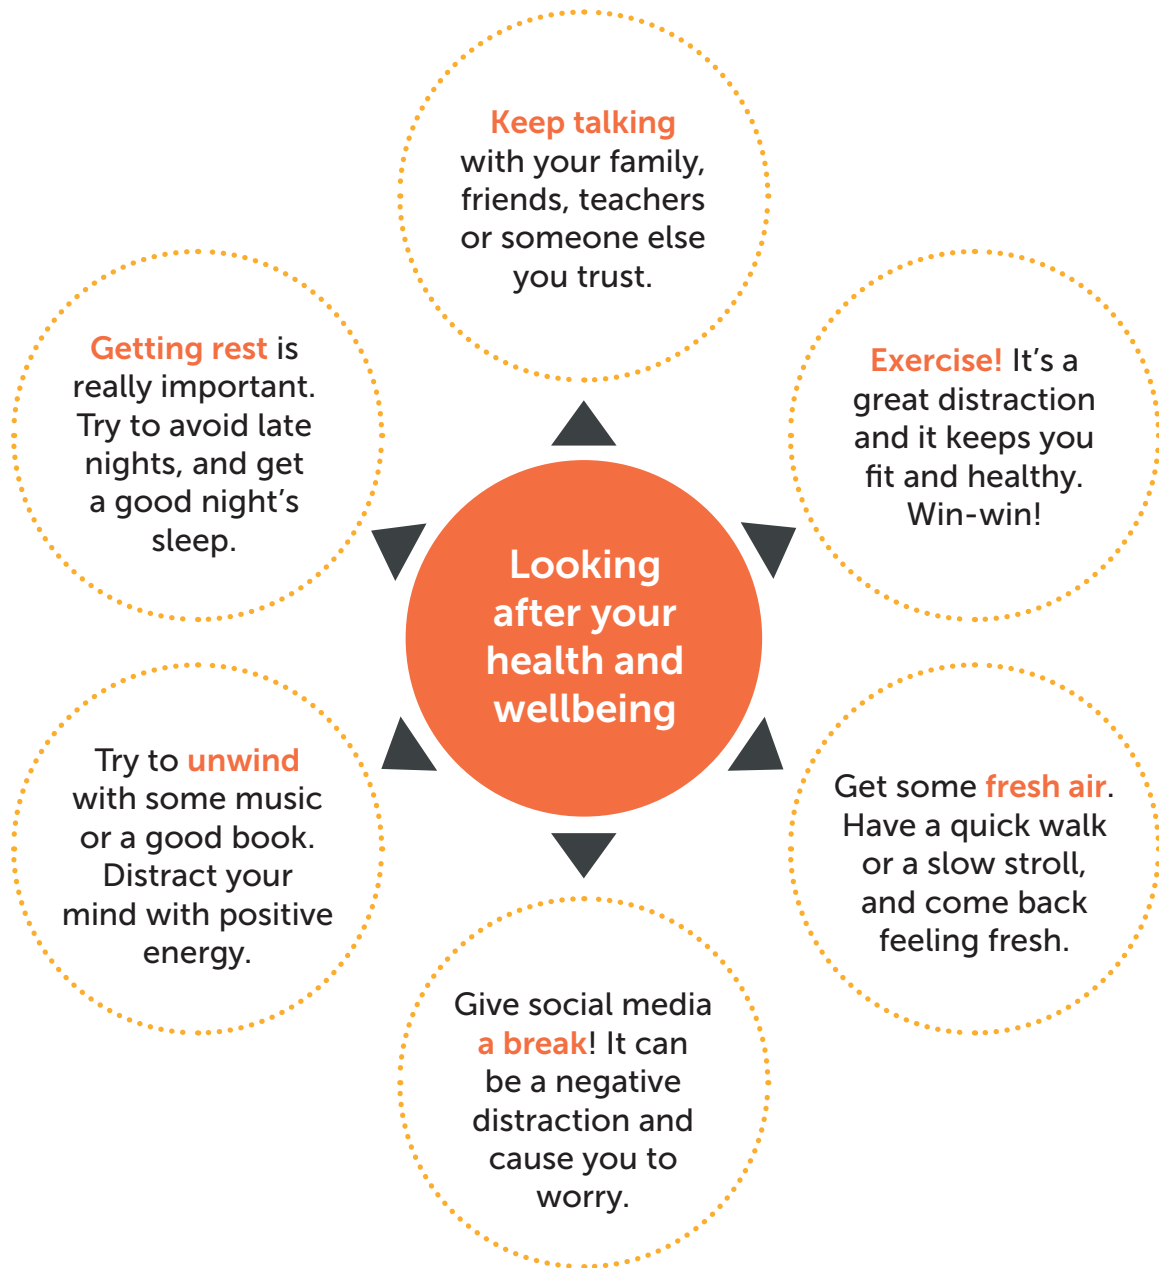 Keep talking
with your family,
friends, teachers
or someone else
you trust.
Getting rest is
really important.
Try to avoid late
nights, and get
a good night’s
sleep.
Exercise! It’s a
great distraction
and it keeps you
fit and healthy.
Win-win!
Looking
after your
health and
wellbeing
Try to unwind
with some music
or a good book.
Distract your
mind with positive
energy.
Get some fresh air.
Have a quick walk
or a slow stroll,
and come back
feeling fresh.
Give social media
a break! It can
be a negative
distraction and
cause you to
worry.